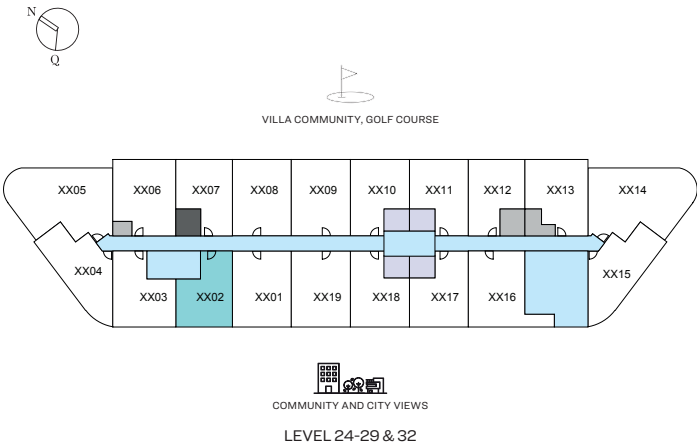 N
Q
VILLA COMMUNITY, GOLF COURSE
XX05 XX06 XX07 XX08 XX09 XX10 XX11 XX12 XX13 XX14
XX04 XX03 XX02 XX01 XX19 XX18 XX17 XX16 XX15
COMMUNITY AND CITY VIEWS
LEVEL 24-29 & 32